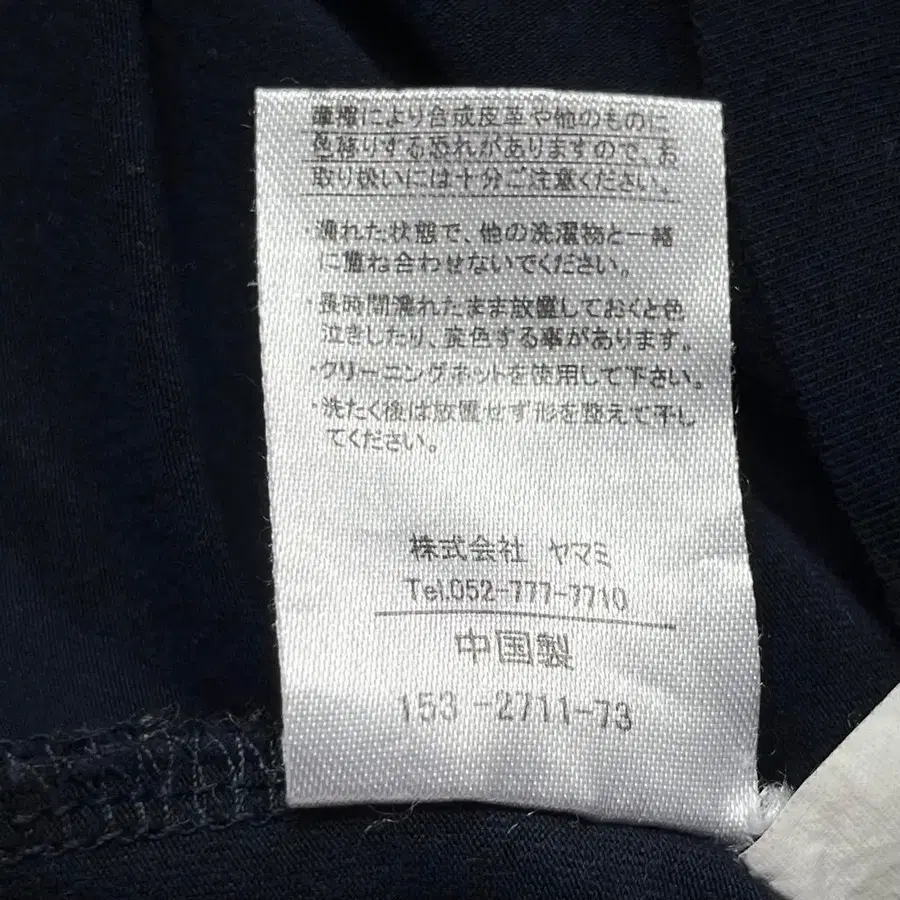 摩擦により合成皮革や他のものに
色移りする恐れがありますので、お
取り扱いには十分ご注意ください。
・濡れた状態で、他の洗濯物と一緒
に重ね合わせないでください。
・長時間濡れたまま放置しておくと色
泣きしたり、変色する事があります。
・クリーニングネットを使用して下さい。
・洗たく後は放置せず形を整えて干し
てください。
株式会社 ヤマミ
Tel.052-777-7710
中国製
153-2711-73